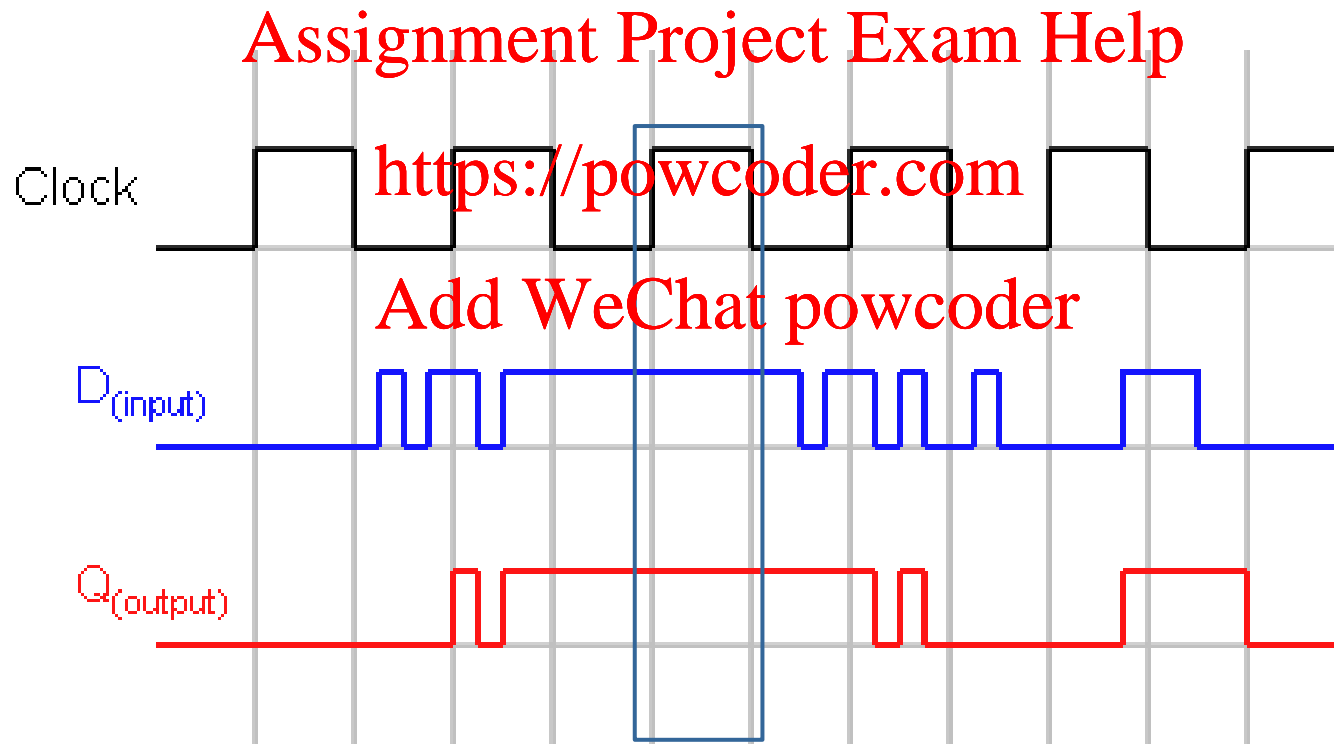 Assignment Project Exam Help
Clock
https://powcoder.com
Add WeChat powcoder
D(input)
Q(output)